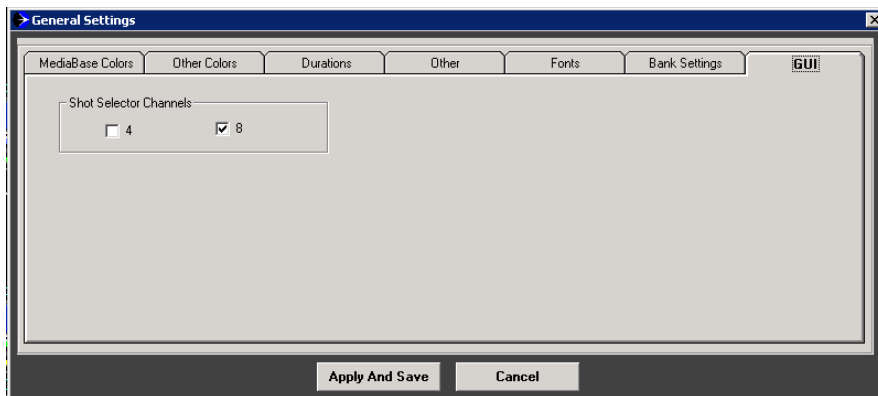 General Settings
MediaBase Colors Other Colors Durations Other Fonts Bank Settings GUI
Shot Selector Channels
4 8
Apply And Save Cancel